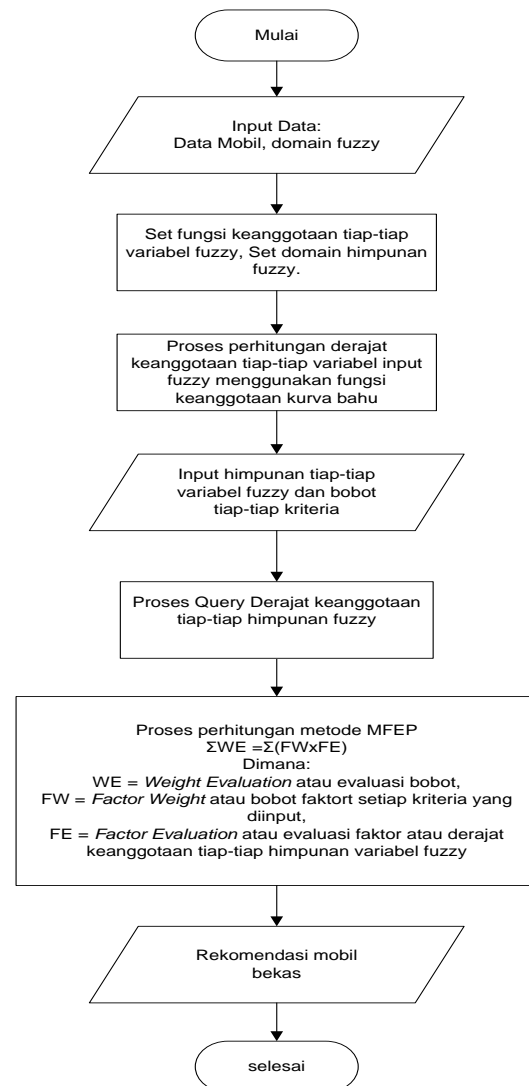 Mulai
Input Data:
Data Mobil, domain fuzzy
Set fungsi keanggotaan tiap-tiap
variabel fuzzy, Set domain himpunan
fuzzy.
Proses perhitungan derajat
keanggotaan tiap-tiap variabel input
fuzzy menggunakan fungsi
keanggotaan kurva bahu
Input himpunan tiap-tiap
variabel fuzzy dan bobot
tiap-tiap kriteria
Proses Query Derajat keanggotaan
tiap-tiap himpunan fuzzy
Proses perhitungan metode MFEP
ΣWE =Σ(FWxFE)
Dimana:
WE = Weight Evaluation atau evaluasi bobot,
FW = Factor Weight atau bobot faktort setiap kriteria yang
diinput,
FE = Factor Evaluation atau evaluasi faktor atau derajat
keanggotaan tiap-tiap himpunan variabel fuzzy
Rekomendasi mobil
bekas
selesai